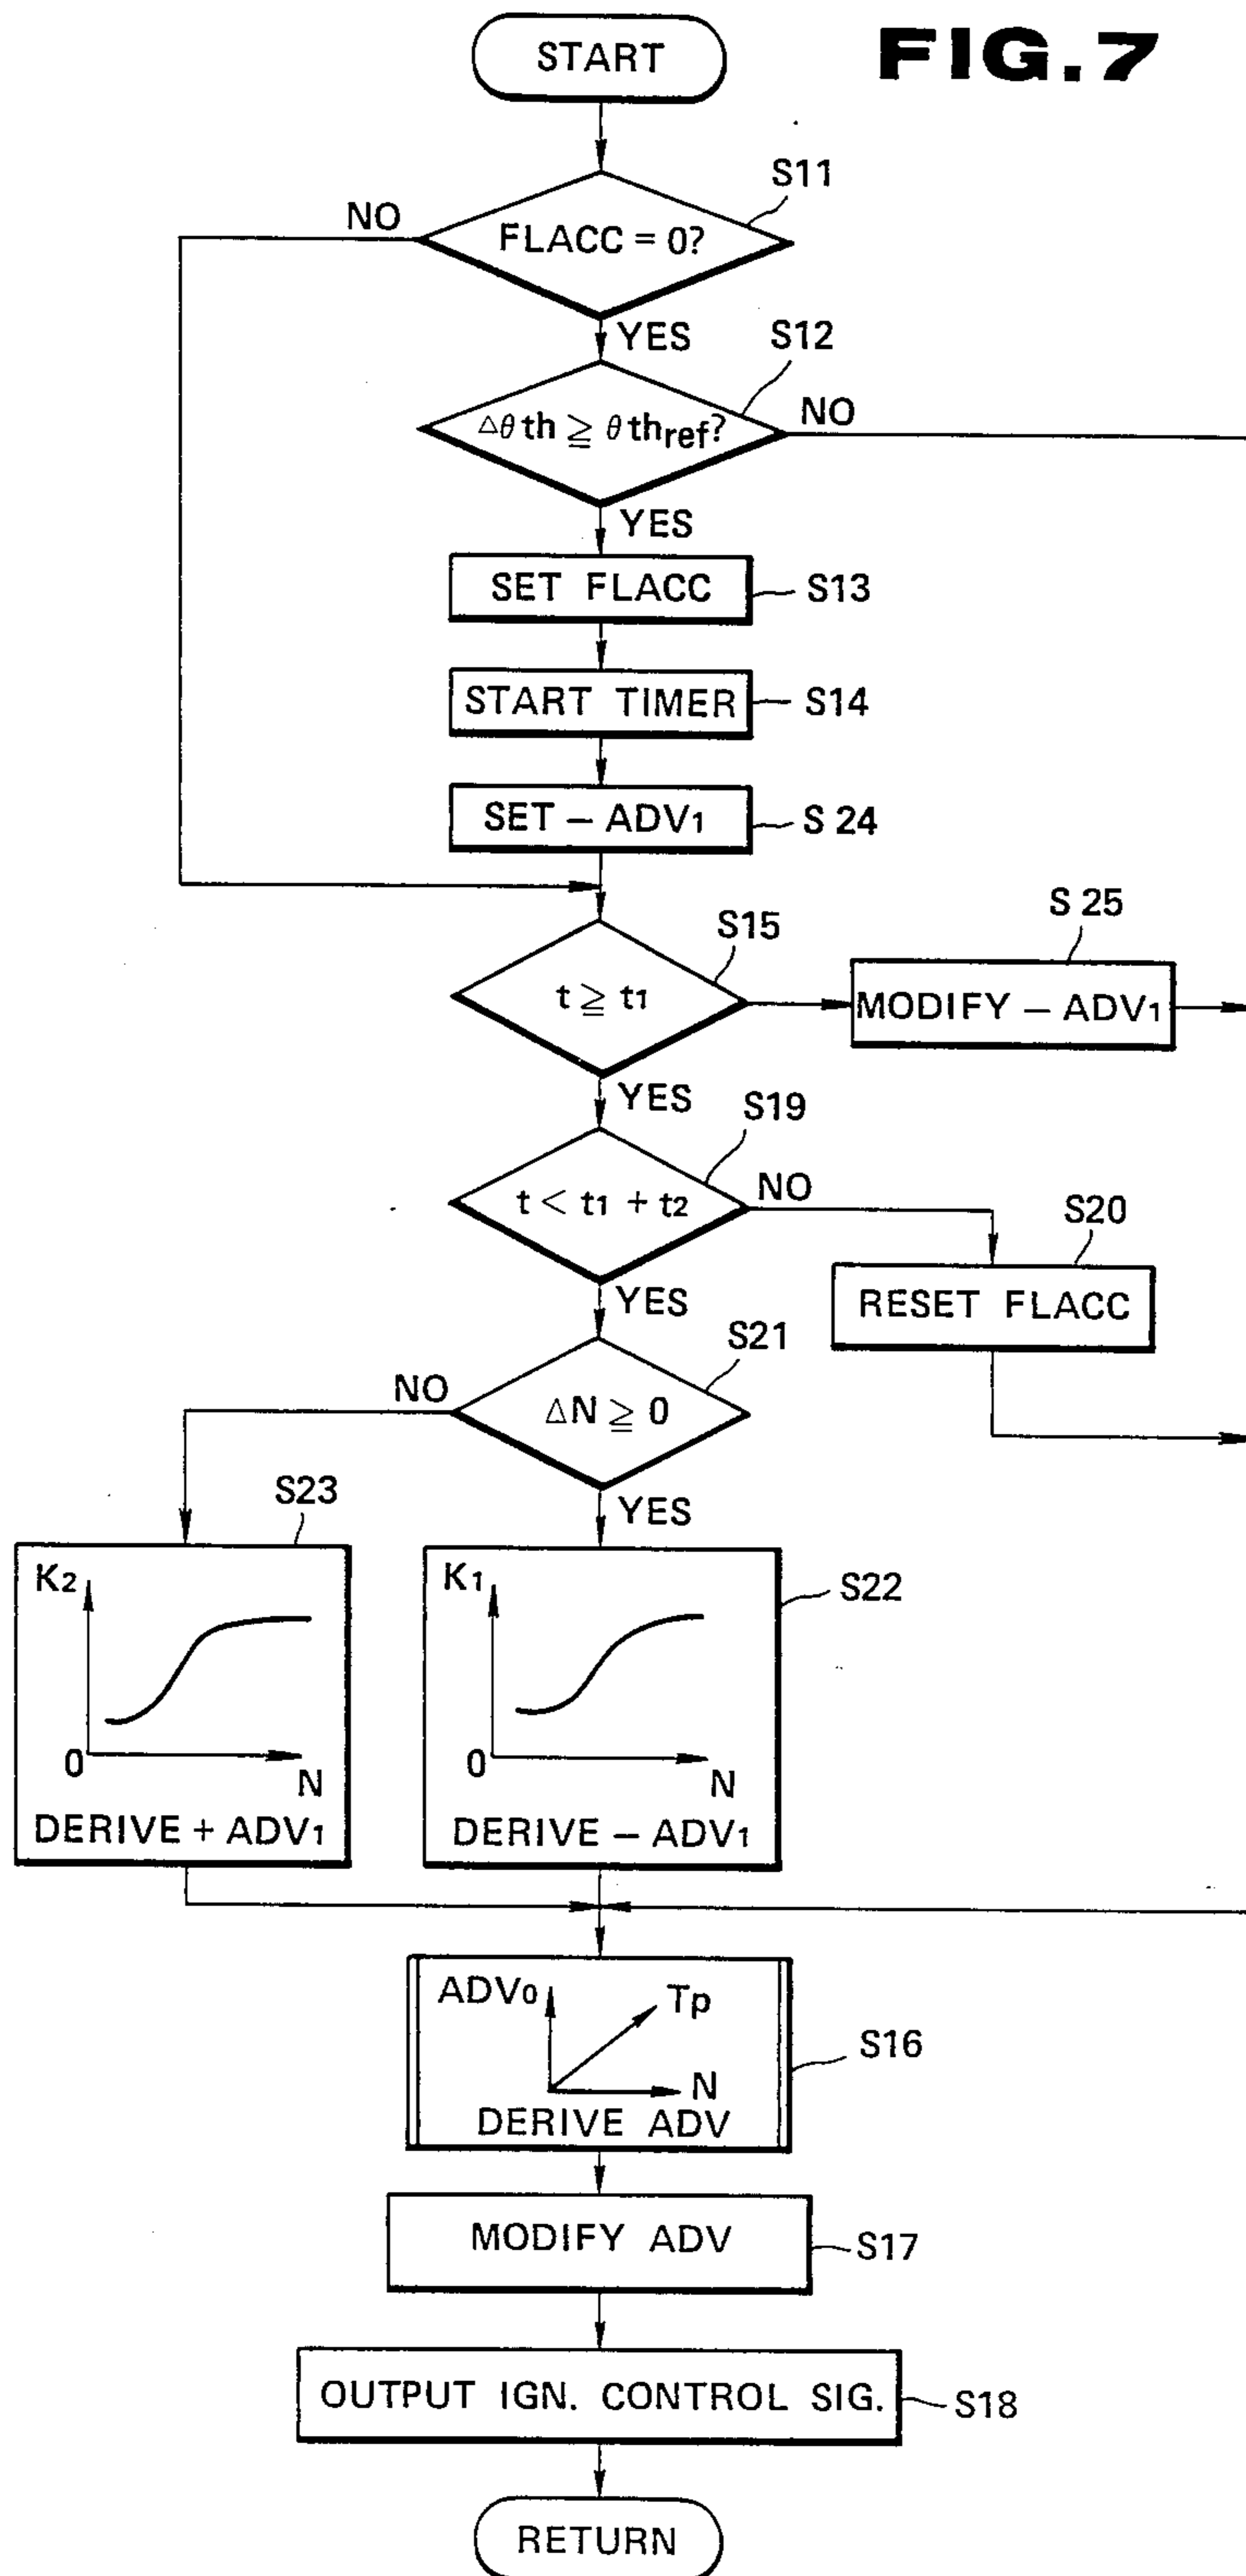 FIG.7
START
S11
NO
FLACC = 0?
YES
S12
Δθth ≧ θth_ref?
NO
YES
SET FLACC
S13
START TIMER
S14
SET – ADV₁
S 24
S15
S 25
t ≧ t₁
MODIFY – ADV₁
YES
S19
t < t₁ + t₂
NO
S20
RESET FLACC
YES
S21
NO
ΔN ≧ 0
S23
YES
K₂
0
N
DERIVE + ADV₁
K₁
0
N
DERIVE – ADV₁
S22
ADV₀
Tp
N
DERIVE ADV
S16
MODIFY ADV
S17
OUTPUT IGN. CONTROL SIG.
S18
RETURN